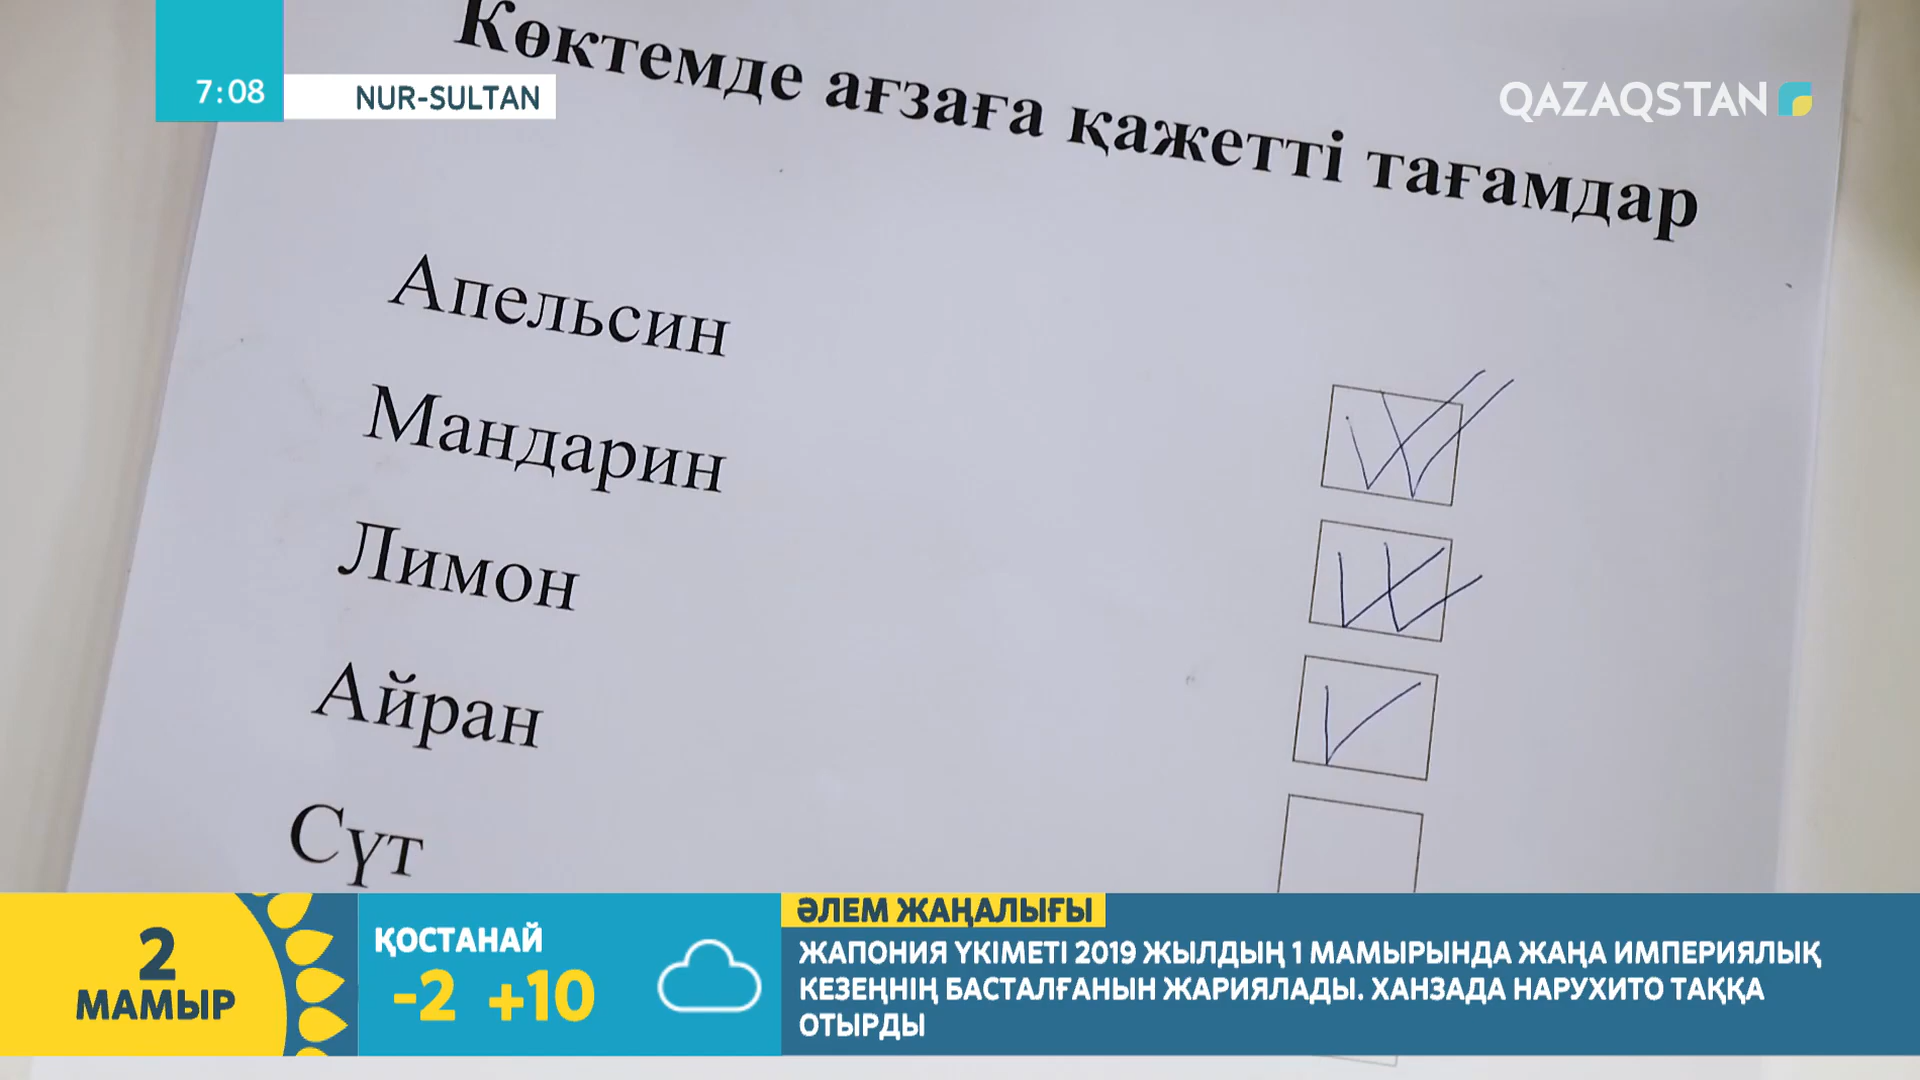 7:08
NUR-SULTAN
QAZAQSTAN
Көктемде ағзаға қажетті тағамдар
Апельсин
Мандарин
Лимон
Айран
Сүт
2
МАМЫР
ҚОСТАНАЙ
-2 +10
ӘЛЕМ ЖАҢАЛЫҒЫ
ЖАПОНИЯ ҮКІМЕТІ 2019 ЖЫЛДЫҢ 1 МАМЫРЫНДА ЖАҢА ИМПЕРИЯЛЫҚ
КЕЗЕҢНІҢ БАСТАЛҒАНЫН ЖАРИЯЛАДЫ. ХАНЗАДА НАРУХИТО ТАҚҚА
ОТЫРДЫ